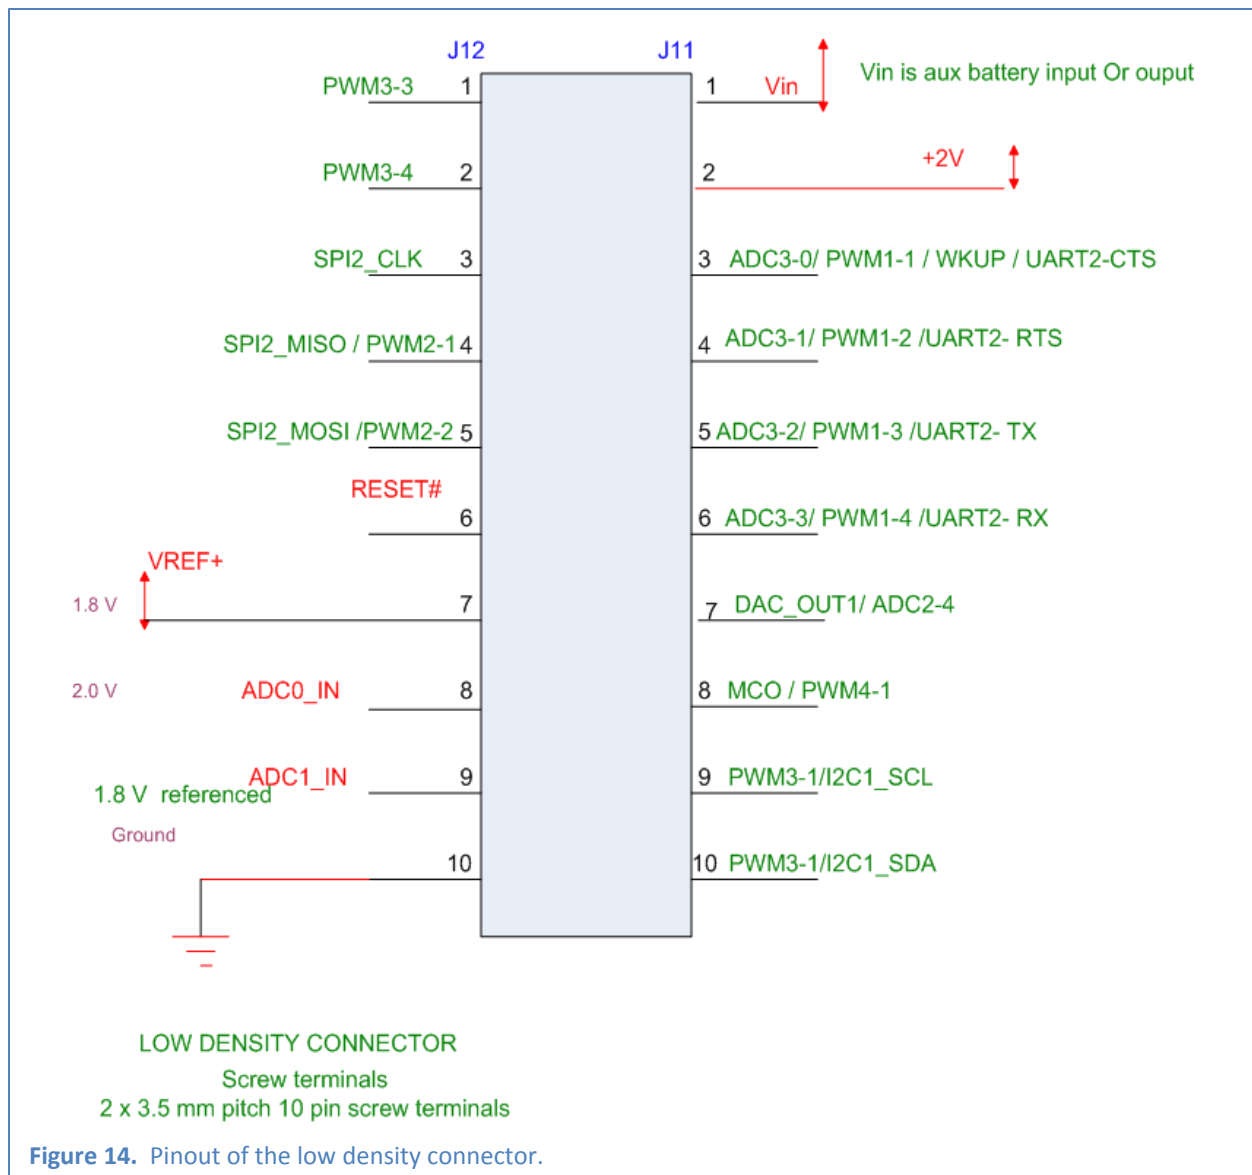 J12 J11
PWM3-3 1 1 Vin Vin is aux battery input Or ouput
PWM3-4 2 2 +2V
SPI2_CLK 3 3 ADC3-0/ PWM1-1 / WKUP / UART2-CTS
SPI2_MISO / PWM2-1 4 4 ADC3-1/ PWM1-2 /UART2- RTS
SPI2_MOSI /PWM2-2 5 5 ADC3-2/ PWM1-3 /UART2- TX
RESET# 6 6 ADC3-3/ PWM1-4 /UART2- RX
VREF+
1.8 V 7 7 DAC_OUT1/ ADC2-4
2.0 V ADC0_IN 8 8 MCO / PWM4-1
ADC1_IN 9 9 PWM3-1/I2C1_SCL
1.8 V referenced
Ground
10 10 PWM3-1/I2C1_SDA
LOW DENSITY CONNECTOR
Screw terminals
2 x 3.5 mm pitch 10 pin screw terminals
Figure 14. Pinout of the low density connector.